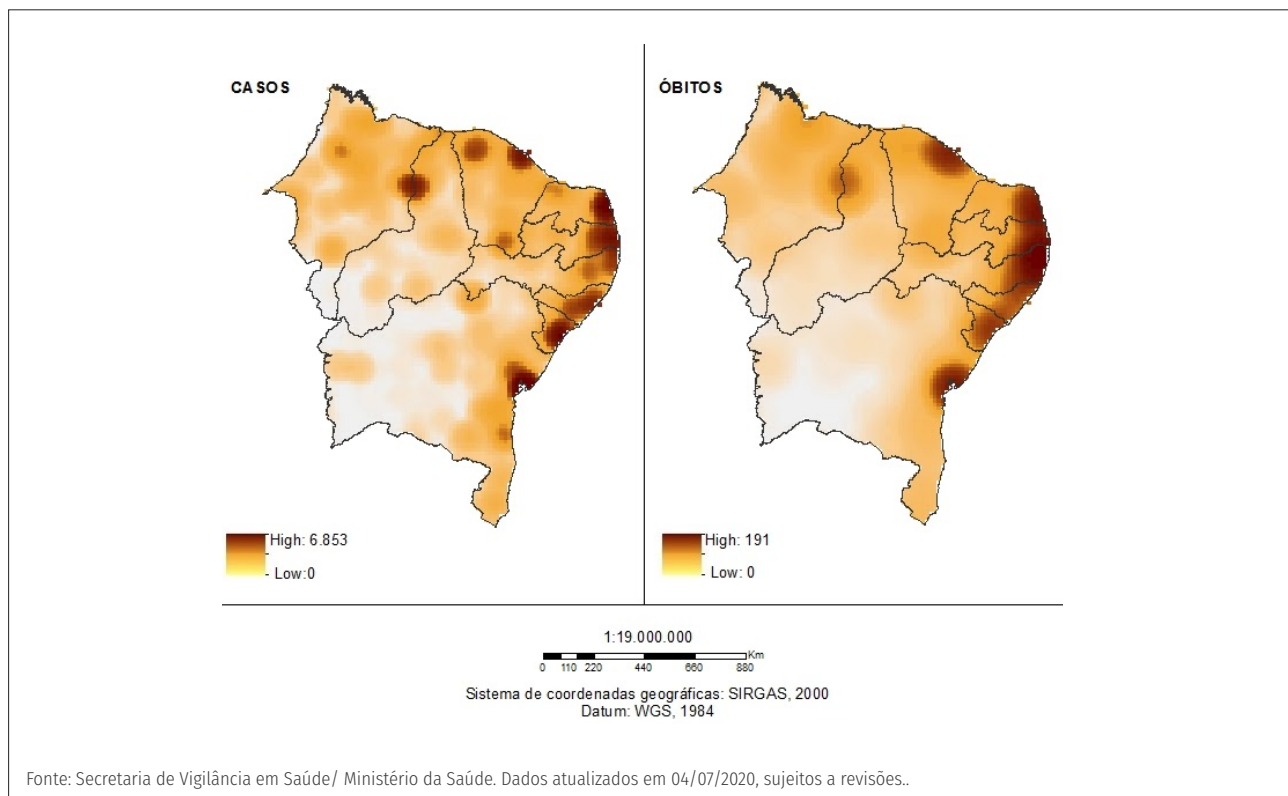 CASOS
ÓBITOS
High: 6.853
Low:0
High: 191
Low: 0
1:19.000.000
Km
0 110 220 440 660 880
Sistema de coordenadas geográficas: SIRGAS, 2000
Datum: WGS, 1984
Fonte: Secretaria de Vigilância em Saúde/ Ministério da Saúde. Dados atualizados em 04/07/2020, sujeitos a revisões..